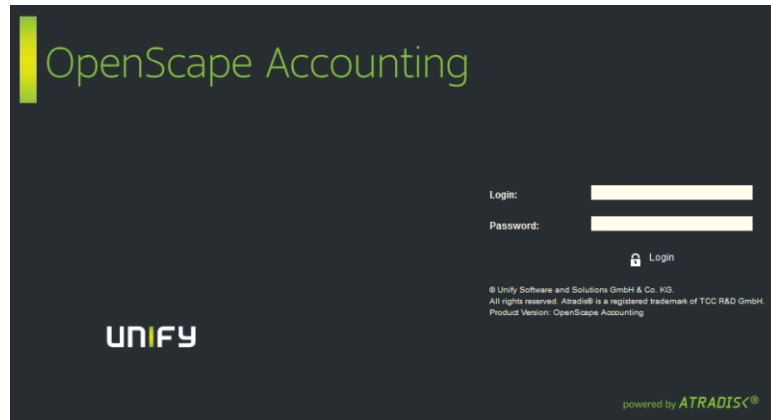 OpenScape Accounting
Login:
Password:
Login
© Unify Software and Solutions GmbH & Co. KG.
All rights reserved. Atradis® is a registered trademark of TCC R&D GmbH.
Product Version: OpenScape Accounting
UNIFY
powered by ATRADIS<®